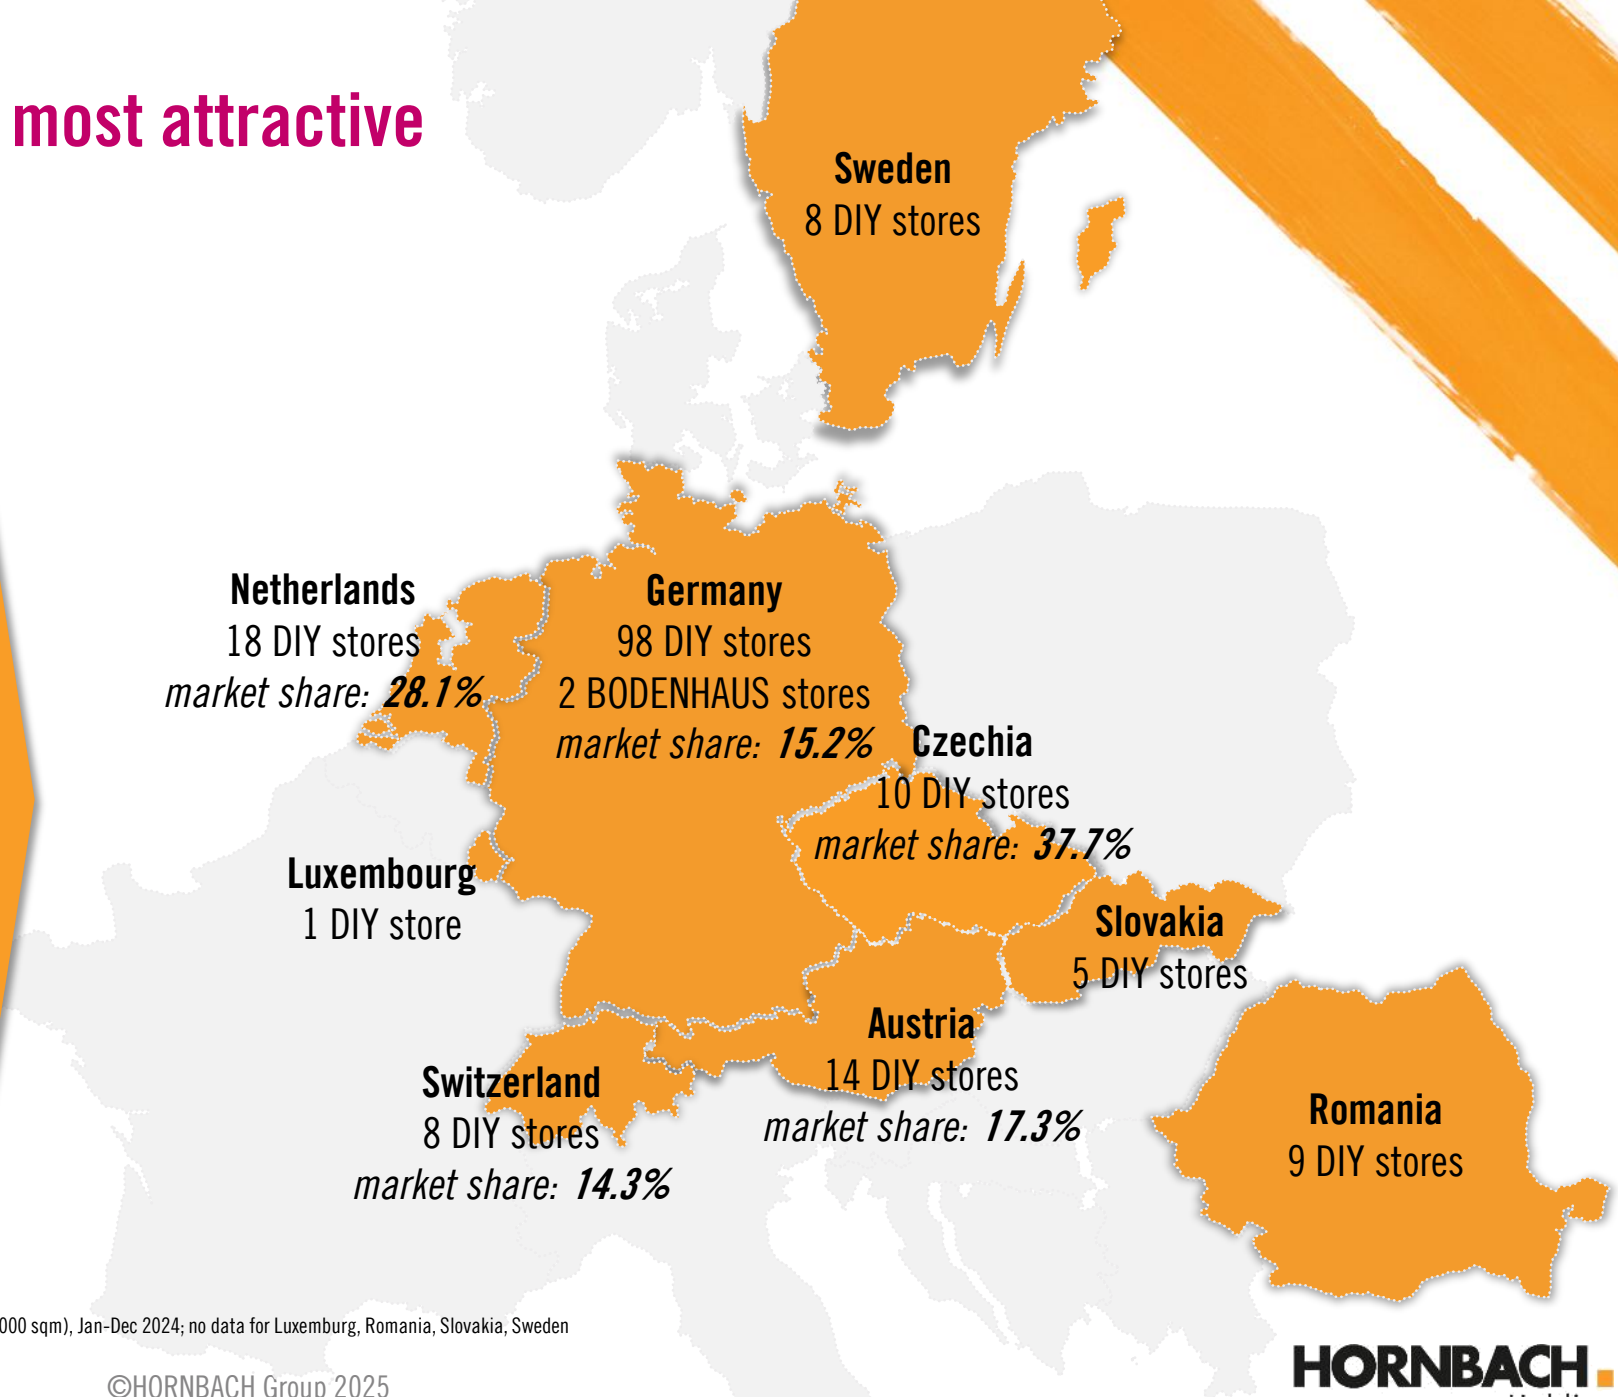 most attractive
Sweden
8 DIY stores
Netherlands
18 DIY stores
market share: 28.1%
Germany
98 DIY stores
2 BODENHAUS stores
market share: 15.2%
Czechia
10 DIY stores
market share: 37.7%
Luxembourg
1 DIY store
Slovakia
5 DIY stores
Austria
14 DIY stores
market share: 17.3%
Switzerland
8 DIY stores
market share: 14.3%
Romania
9 DIY stores
000 sqm), Jan-Dec 2024; no data for Luxemburg, Romania, Slovakia, Sweden
©HORNBACH Group 2025
HORNBACH